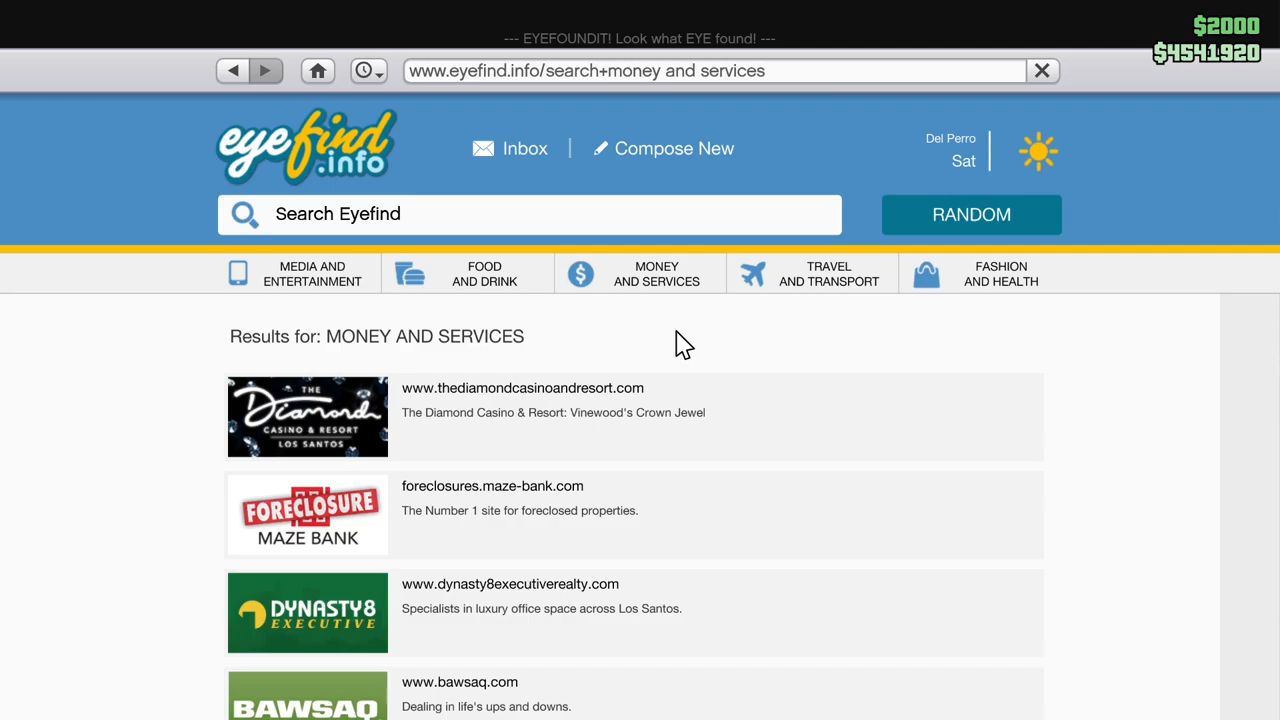 $2000
--- EYEFOUNDIT! Look what EYE found! ---
$4541920
www.eyefind.info/search+money and services
eyefind
.info
Inbox
Compose New
Del Perro
Sat
Search Eyefind
RANDOM
MEDIA AND
ENTERTAINMENT
FOOD
AND DRINK
MONEY
AND SERVICES
TRAVEL
AND TRANSPORT
FASHION
AND HEALTH
Results for: MONEY AND SERVICES
THE
Diamond
CASINO & RESORT
LOS SANTOS
www.thediamondcasinoandresort.com
The Diamond Casino & Resort: Vinewood's Crown Jewel
FORECLOSURE
MAZE BANK
foreclosures.maze-bank.com
The Number 1 site for foreclosed properties.
DYNASTY8
EXECUTIVE
www.dynasty8executiverealty.com
Specialists in luxury office space across Los Santos.
BAWSAQ
www.bawsaq.com
Dealing in life's ups and downs.